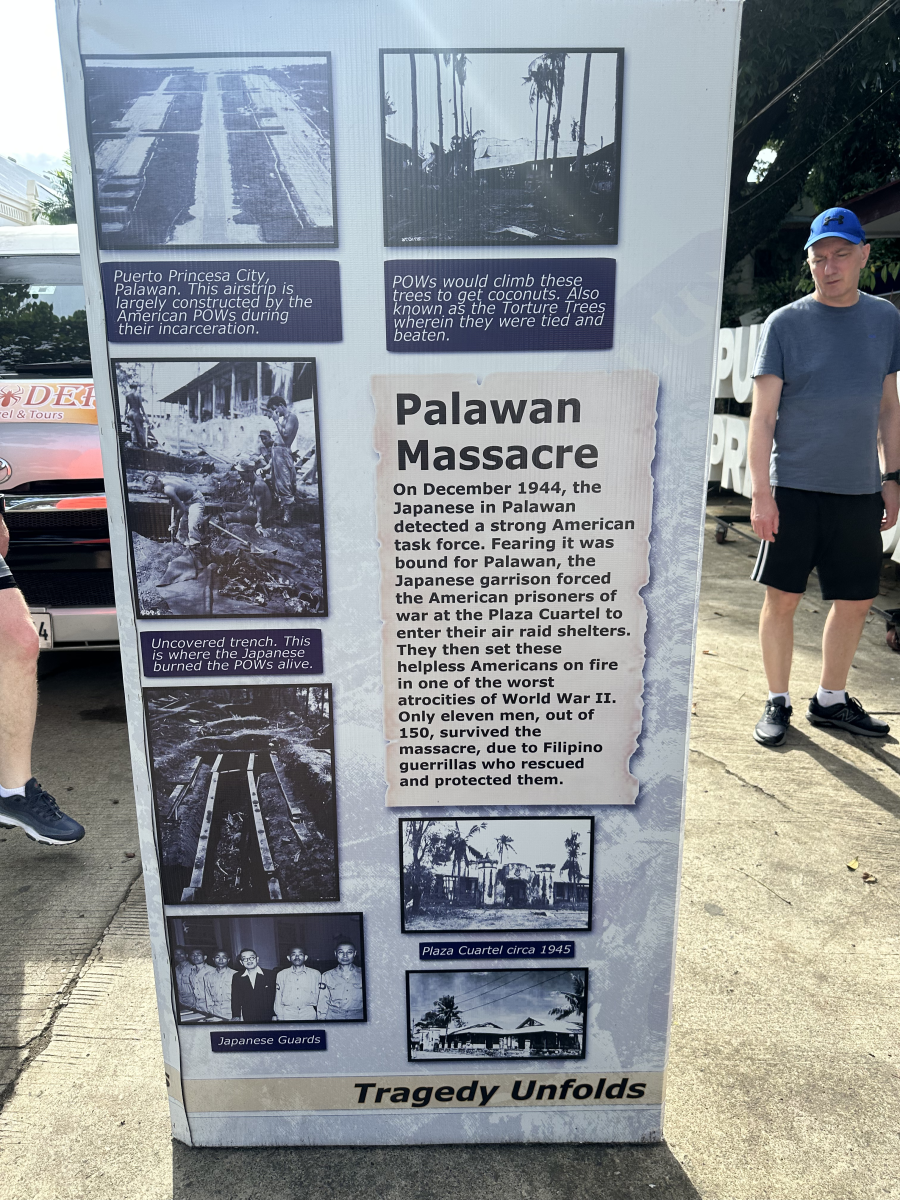 Puerto Princesa City,
Palawan. This airstrip is
largely constructed by the
American POWs during
their incarceration.
POWs would climb these
trees to get coconuts. Also
known as the Torture Trees
wherein they were tied and
beaten.
Palawan
Massacre
On December 1944, the
Japanese in Palawan
detected a strong American
task force. Fearing it was
bound for Palawan, the
Japanese garrison forced
the American prisoners of
war at the Plaza Cuartel to
enter their air raid shelters.
They then set these
helpless Americans on fire
in one of the worst
atrocities of World War II.
Only eleven men, out of
150, survived the
massacre, due to Filipino
guerrillas who rescued
and protected them.
Uncovered trench. This
is where the Japanese
burned the POWs alive.
Plaza Cuartel circa 1945
Japanese Guards
Tragedy Unfolds
& Tours
4
PU
PR